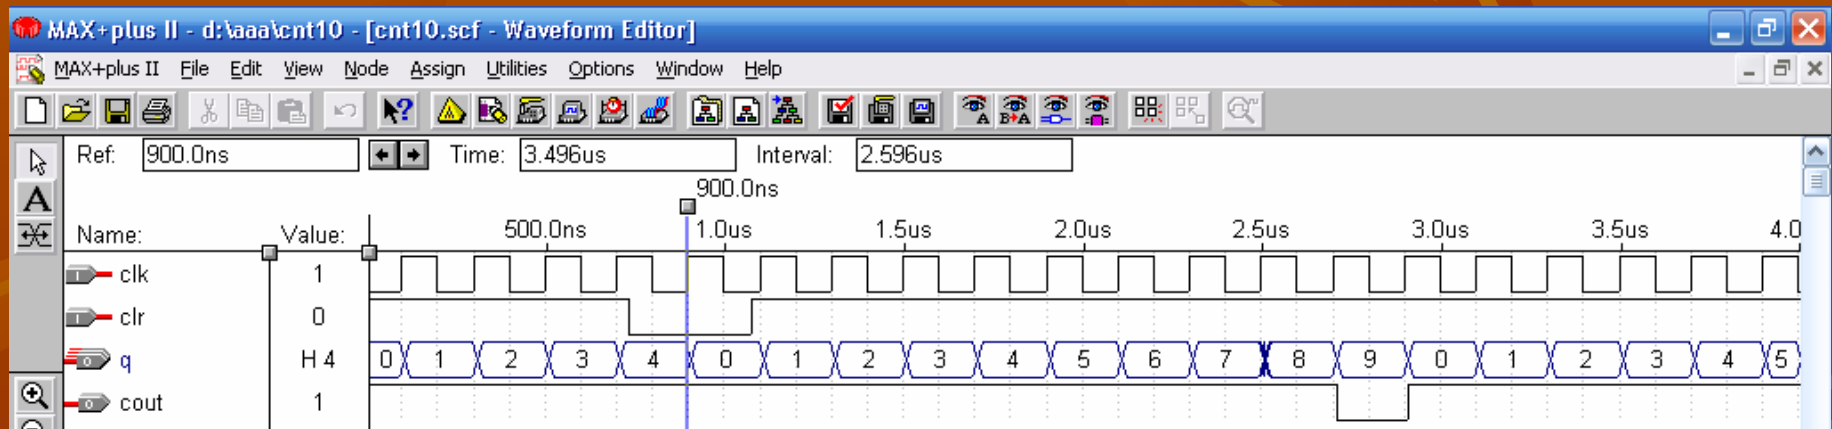 MAX+plus II - d:\aaa\cnt10 - [cnt10.scf - Waveform Editor]
MAX+plus II File Edit View Node Assign Utilities Options Window Help
Ref: 900.0ns Time: 3.496us Interval: 2.596us
900.0ns
Name: Value: 500.0ns 1.0us 1.5us 2.0us 2.5us 3.0us 3.5us 4.0
clk 1
clr 0
q H 4 0 1 2 3 4 0 1 2 3 4 5 6 7 8 9 0 1 2 3 4 5
cout 1